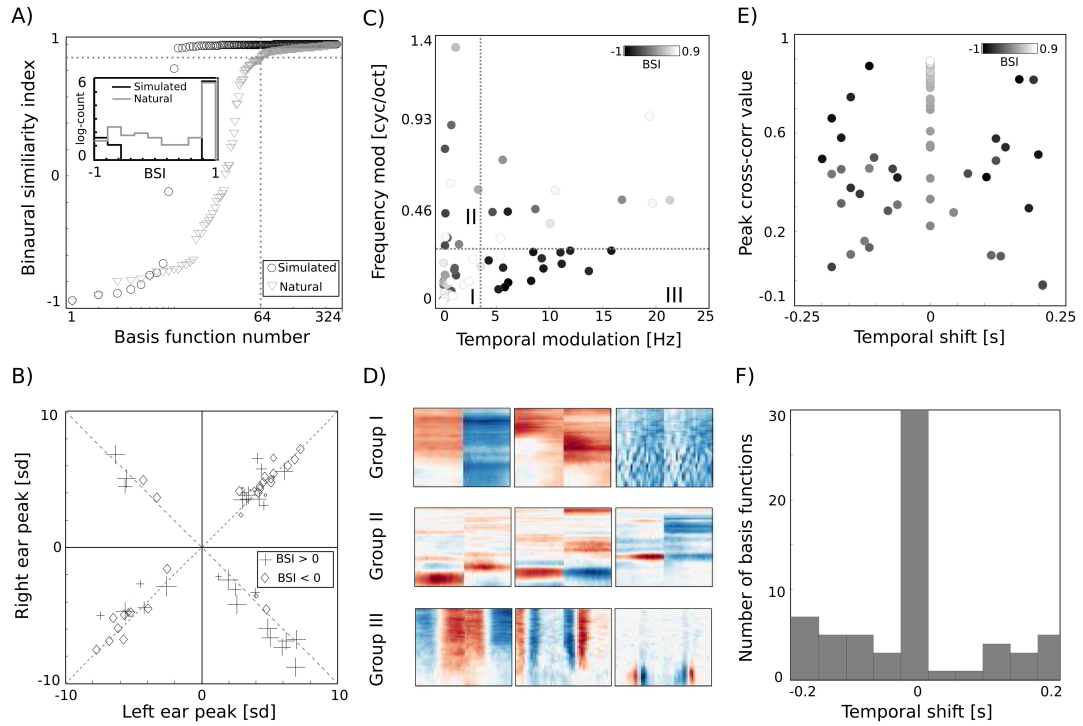 A)
1
0
-1
Binaural similiarity index
6
0
log-count
Simulated
Natural
-1
BSI
1
Simulated
Natural
1
64
324
Basis function number
B)
10
0
-10
Right ear peak [sd]
BSI > 0
BSI < 0
-10
0
10
Left ear peak [sd]
C)
1.4
0.93
0.46
0
Frequency mod [cyc/oct]
-1
0.9
BSI
II
I
III
0
5
10
15
20
25
Temporal modulation [Hz]
D)
Group I
Group II
Group III
E)
1
0.6
0.2
-0.1
Peak cross-corr value
-1
0.9
BSI
-0.25
0
0.25
Temporal shift [s]
F)
30
20
10
0
Number of basis functions
-0.2
0
0.2
Temporal shift [s]